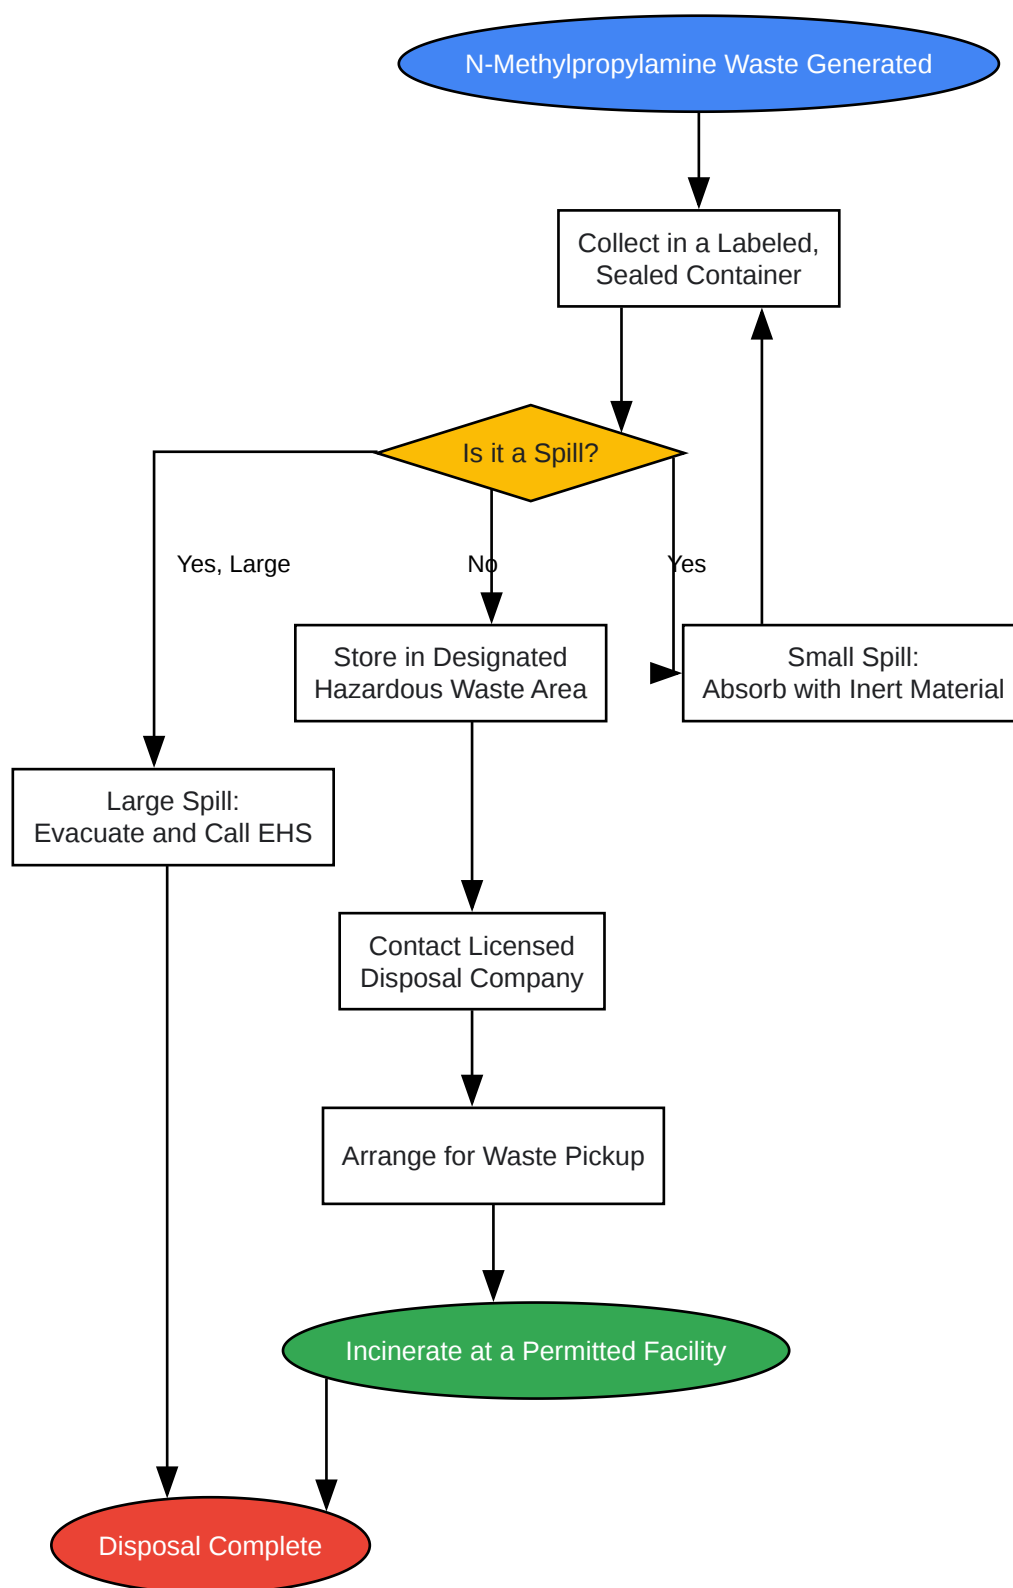 N-Methylpropylamine Waste Generated
Collect in a Labeled,
Sealed Container
Is it a Spill?
Yes, Large
No
Yes
Store in Designated
Hazardous Waste Area
Small Spill:
Absorb with Inert Material
Large Spill:
Evacuate and Call EHS
Contact Licensed
Disposal Company
Arrange for Waste Pickup
Incinerate at a Permitted Facility
Disposal Complete